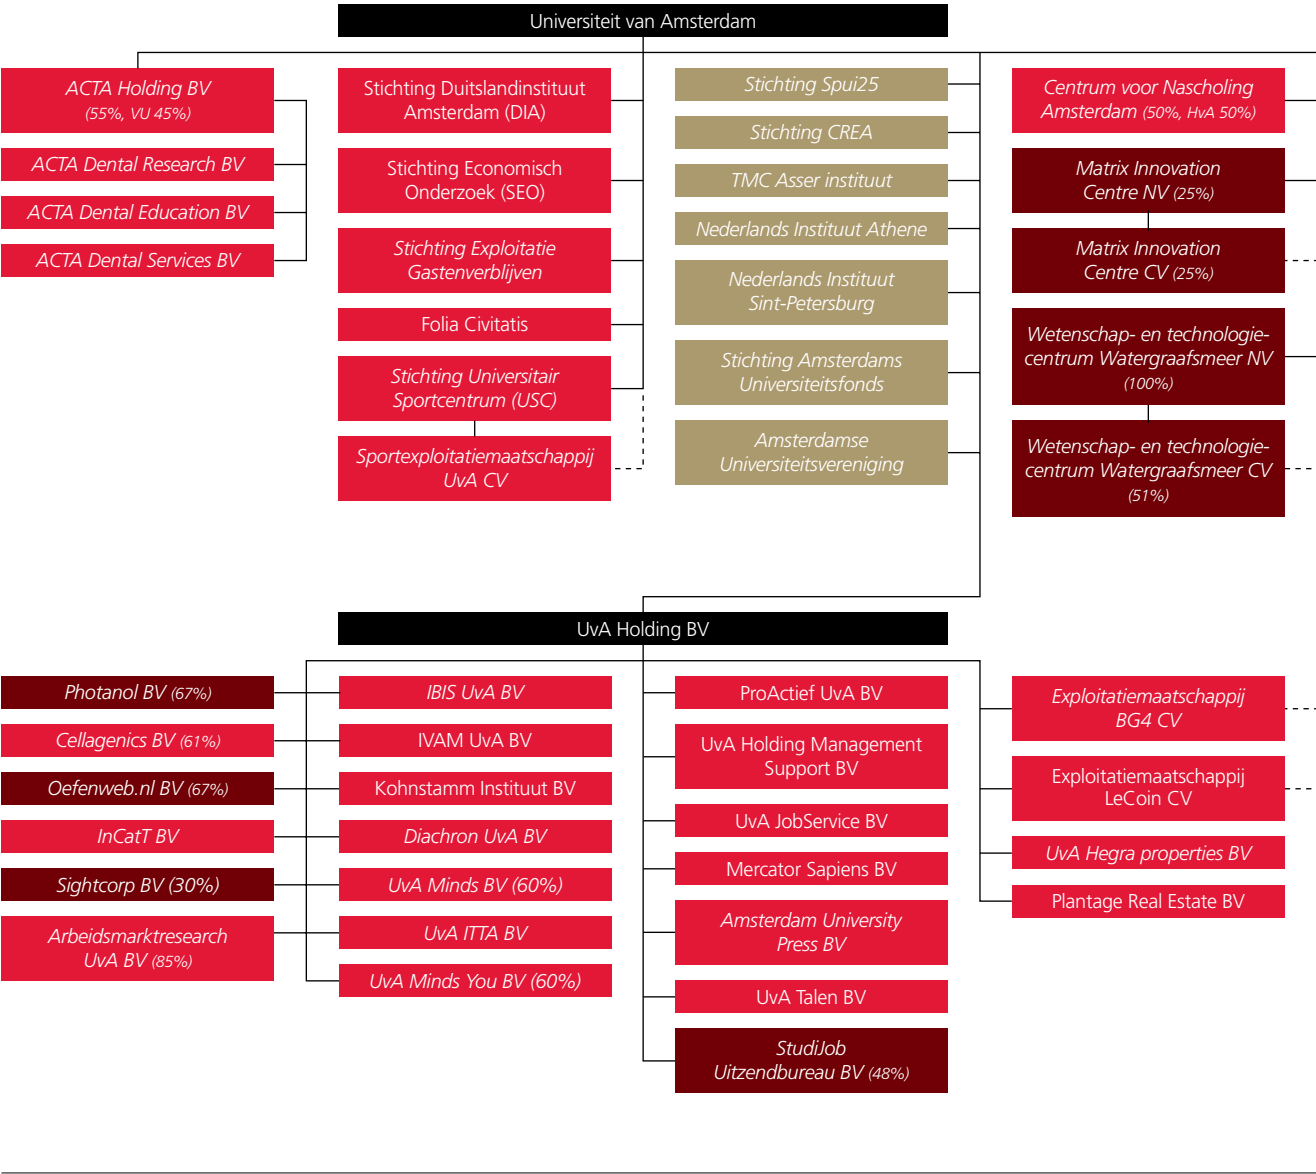 Universiteit van Amsterdam
ACTA Holding BV
(55%, VU 45%)
ACTA Dental Research BV
ACTA Dental Education BV
ACTA Dental Services BV
Stichting Duitslandinstituut
Amsterdam (DIA)
Stichting Economisch
Onderzoek (SEO)
Stichting Exploitatie
Gastenverblijven
Folia Civitatis
Stichting Universitair
Sportcentrum (USC)
Sportexploitatiemaatschappij
UvA CV
Stichting Spui25
Stichting CREA
TMC Asser instituut
Nederlands Instituut Athene
Nederlands Instituut
Sint-Petersburg
Stichting Amsterdams
Universiteitsfonds
Amsterdamse
Universiteitsvereniging
Centrum voor Nascholing
Amsterdam (50%, HvA 50%)
Matrix Innovation
Centre NV (25%)
Matrix Innovation
Centre CV (25%)
Wetenschap- en technologie-
centrum Watergraafsmeer NV
(100%)
Wetenschap- en technologie-
centrum Watergraafsmeer CV
(51%)
UvA Holding BV
Photanol BV (67%)
Cellagenics BV (61%)
Oefenweb.nl BV (67%)
InCatT BV
Sightcorp BV (30%)
Arbeidsmarktresearch
UvA BV (85%)
IBIS UvA BV
IVAM UvA BV
Kohnstamm Instituut BV
Diachron UvA BV
UvA Minds BV (60%)
UvA ITTA BV
UvA Minds You BV (60%)
ProActief UvA BV
UvA Holding Management
Support BV
UvA JobService BV
Mercator Sapiens BV
Amsterdam University
Press BV
UvA Talen BV
StudiJob
Uitzendbureau BV (48%)
Exploitatiemaatschappij
BG4 CV
Exploitatiemaatschappij
LeCoin CV
UvA Hegra properties BV
Plantage Real Estate BV